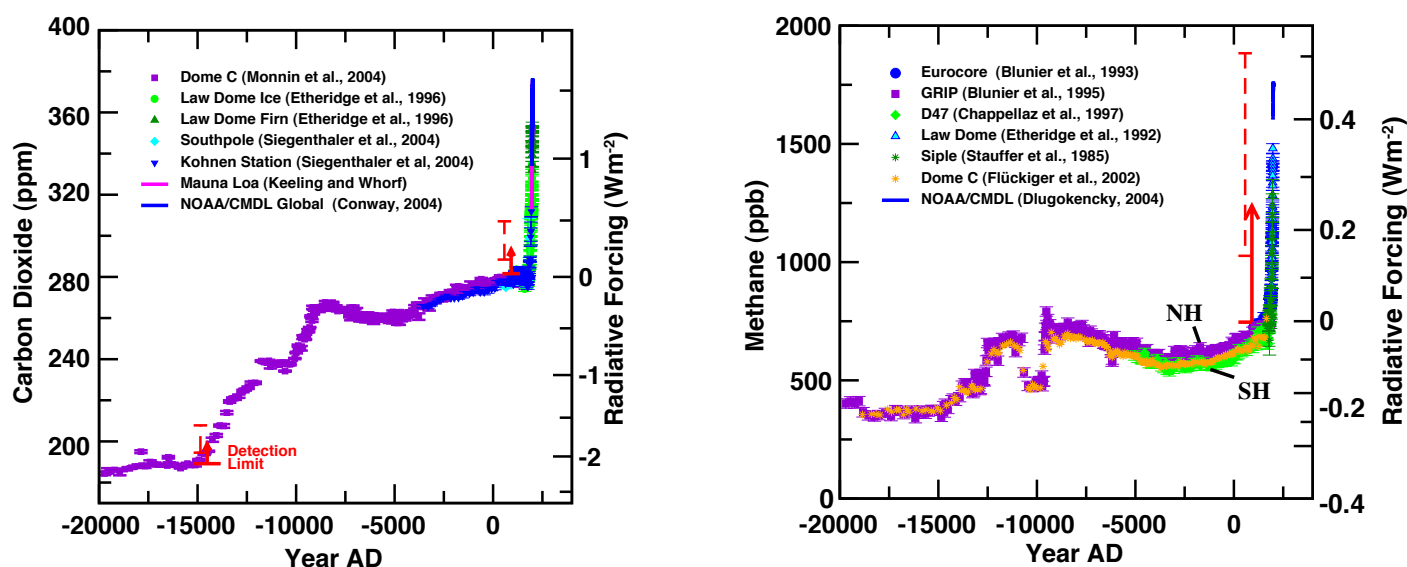 400
360
320
280
240
200
Carbon Dioxide (ppm)
Dome C (Monnin et al., 2004)
Law Dome Ice (Etheridge et al., 1996)
Law Dome Firn (Etheridge et al., 1996)
Southpole (Siegenthaler et al., 2004)
Kohnen Station (Siegenthaler et al, 2004)
Mauna Loa (Keeling and Whorf)
NOAA/CMDL Global (Conway, 2004)
Detection
Limit
1
0
-1
-2
Radiative Forcing (Wm-2)
-20000 -15000 -10000 -5000 0
Year AD
2000
1500
1000
500
0
Methane (ppb)
Eurocore (Blunier et al., 1993)
GRIP (Blunier et al., 1995)
D47 (Chappellaz et al., 1997)
Law Dome (Etheridge et al., 1992)
Siple (Stauffer et al., 1985)
Dome C (Flückiger et al., 2002)
NOAA/CMDL (Dlugokencky, 2004)
NH
SH
0.4
0.2
0
-0.2
-0.4
Radiative Forcing (Wm-2)
-20000 -15000 -10000 -5000 0
Year AD